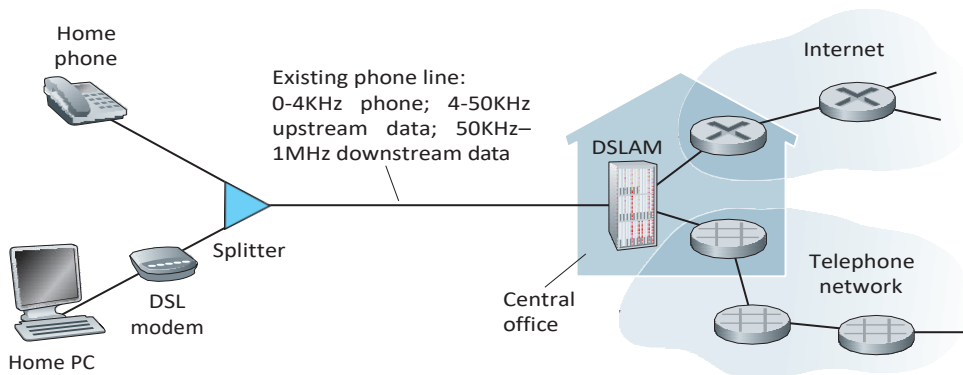 Home
phone
Existing phone line:
0-4KHz phone; 4-50KHz
upstream data; 50KHz–
1MHz downstream data
Internet
DSLAM
Splitter
DSL
modem
Home PC
Central
office
Telephone
network